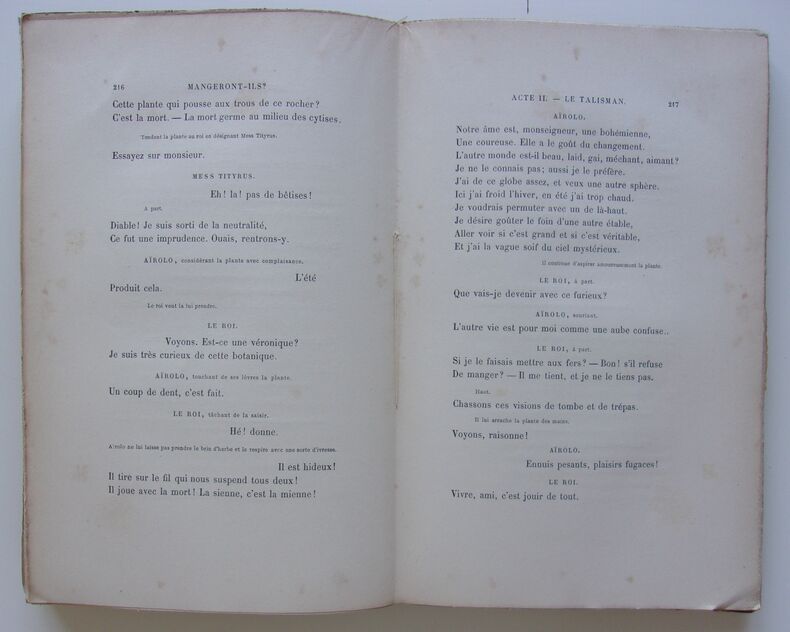 216 MANGERONT-ILS?
Cette plante qui pousse aux trous de ce rocher?
C'est la mort. — La mort germe au milieu des cytises.
Tendant la plante au roi en désignant Mess Tityrus.
Essayez sur monsieur.
MESS TITYRUS.
Eh! la! pas de bêtises!
A part.
Diable! Je suis sorti de la neutralité,
Ce fut une imprudence. Ouais, rentrons-y.
AÏROLO, considérant la plante avec complaisance.
L'été
Produit cela.
Le roi veut la lui prendre.
LE ROI.
Voyons. Est-ce une véronique?
Je suis très curieux de cette botanique.
AÏROLO, touchant de ses lèvres la plante.
Un coup de dent, c'est fait.
LE ROI, tâchant de la saisir.
Hé! donne.
Aïrolo ne lui laisse pas prendre le brin d'herbe et le respire avec une sorte d'ivresse.
Il est hideux!
Il tire sur le fil qui nous suspend tous deux!
Il joue avec la mort! La sienne, c'est la mienne!
ACTE II. — LE TALISMAN. 217
AÏROLO.
Notre âme est, monseigneur, une bohémienne,
Une coureuse. Elle a le goût du changement.
L'autre monde est-il beau, laid, gai, méchant, aimant?
Je ne le connais pas; aussi je le préfère.
J'ai de ce globe assez, et veux une autre sphère.
Ici j'ai froid l'hiver, en été j'ai trop chaud.
Je voudrais permuter avec un de là-haut.
Je désire goûter le foin d'une autre étable,
Aller voir si c'est grand et si c'est véritable,
Et j'ai la vague soif du ciel mystérieux.
Il continue d'aspirer amoureusement la plante.
LE ROI, à part.
Que vais-je devenir avec ce furieux?
AÏROLO, souriant.
L'autre vie est pour moi comme une aube confuse..
LE ROI, à part.
Si je le faisais mettre aux fers? — Bon! s'il refuse
De manger? — Il me tient, et je ne le tiens pas.
Haut.
Chassons ces visions de tombe et de trépas.
Il lui arrache la plante des mains.
Voyons, raisonne!
AÏROLO.
Ennuis pesants, plaisirs fugaces!
LE ROI.
Vivre, ami, c'est jouir de tout.